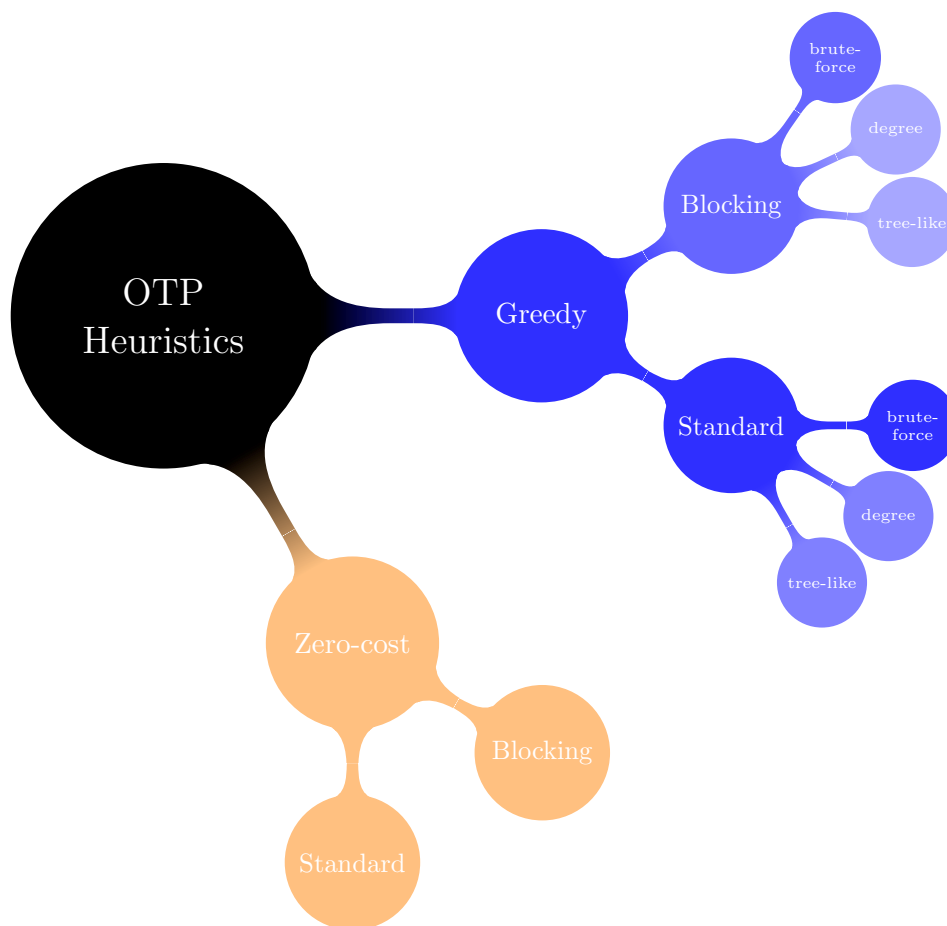 brute-
force
degree
Blocking
tree-like
OTP
Heuristics
Greedy
Standard
brute-
force
degree
tree-like
Zero-cost
Blocking
Standard